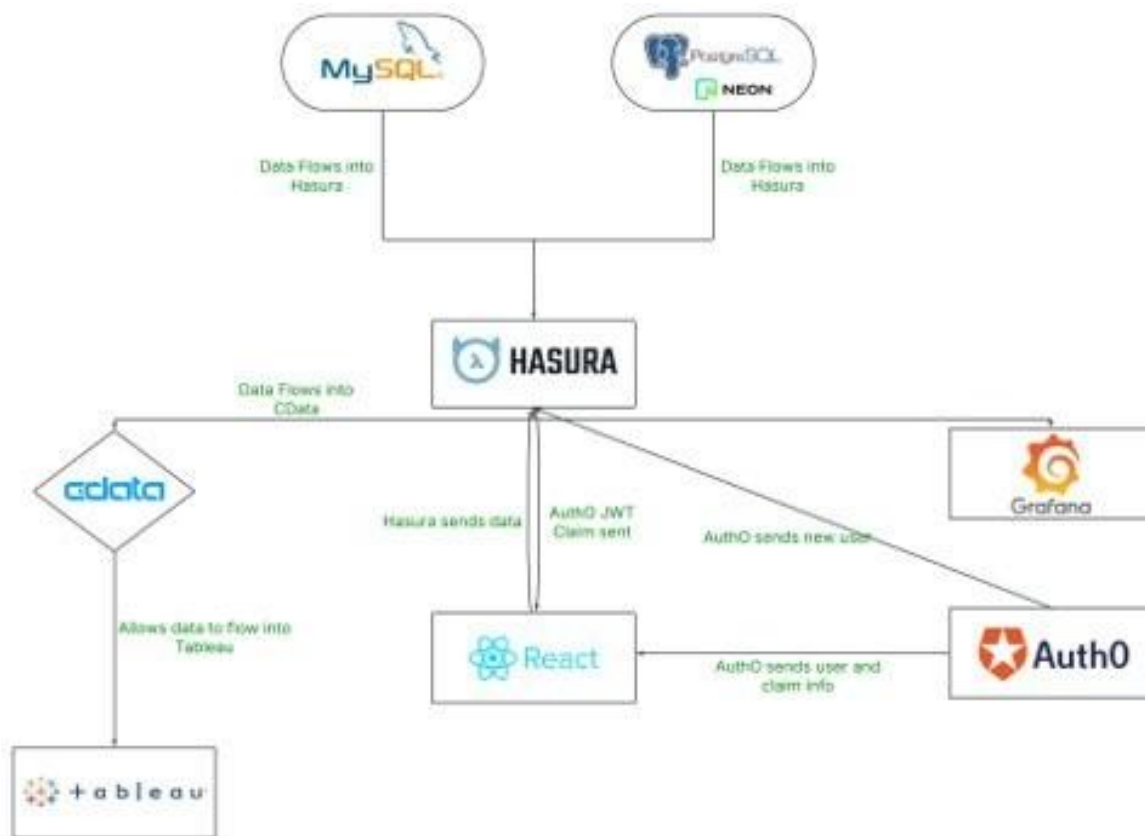 MySQL
PostgreSQL
NEON
Data Flows into
Hasura
Data Flows into
Hasura
HASURA
Data Flows into
CData
cdata
Grafana
Hasura sends data
Auth0 JWT
Claim sent
Auth0 sends new user
Allows data to flow into
Tableau
React
Auth0 sends user and
claim info
Auth0
+ableau